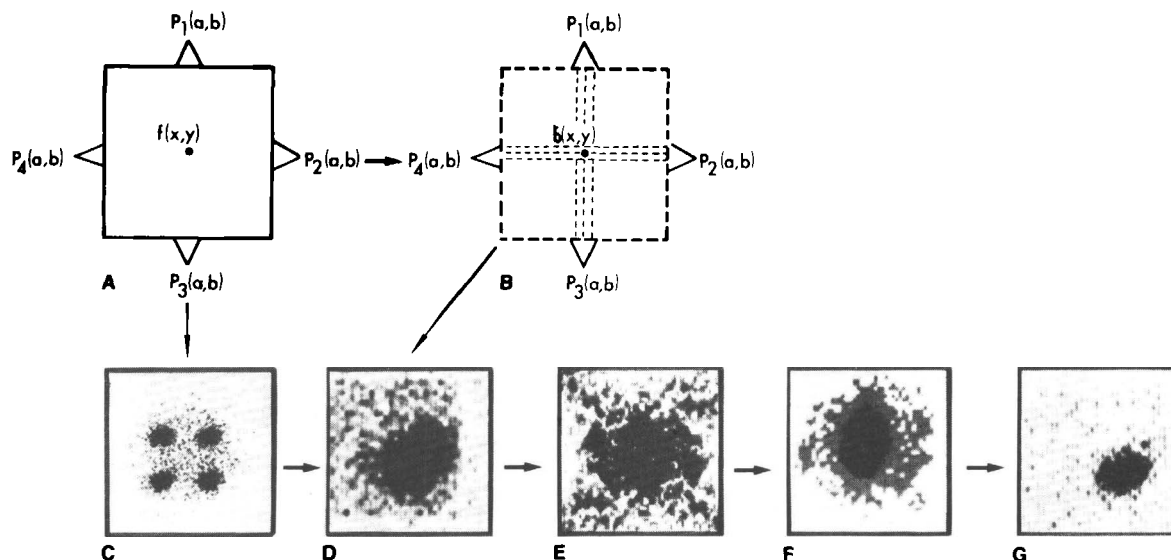 P1(a,b)
P1(a,b)
f(x,y)
b(x,y)
P4(a,b)
P2(a,b)
P4(a,b)
P2(a,b)
A
P3(a,b)
B
P3(a,b)
C
D
E
F
G